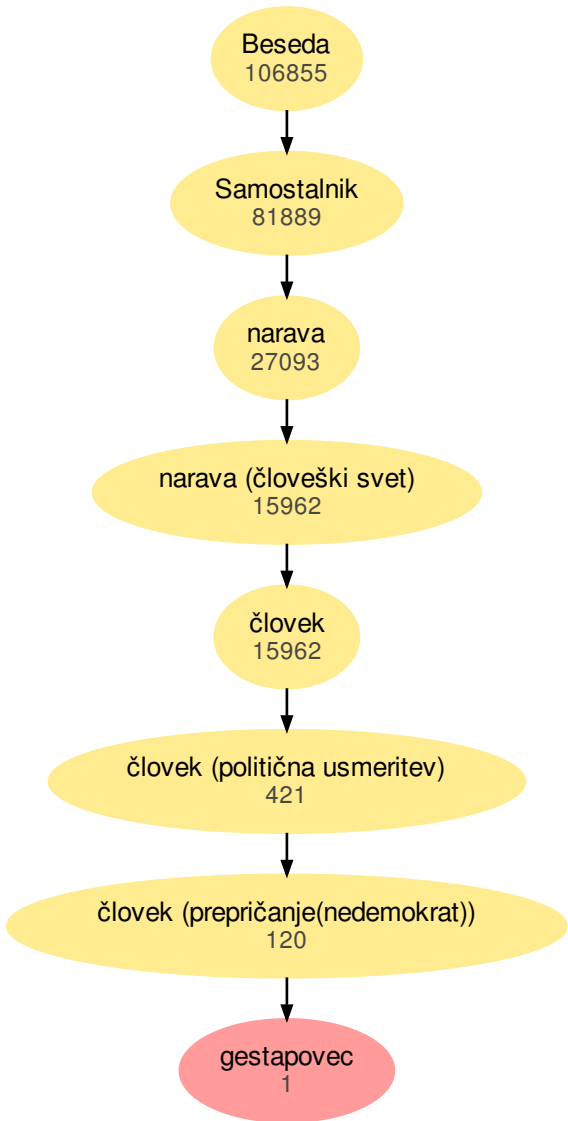 Beseda
106855
Samostalnik
81889
narava
27093
narava (človeški svet)
15962
človek
15962
človek (politična usmeritev)
421
človek (prepričanje(nedemokrat))
120
gestapovec
1